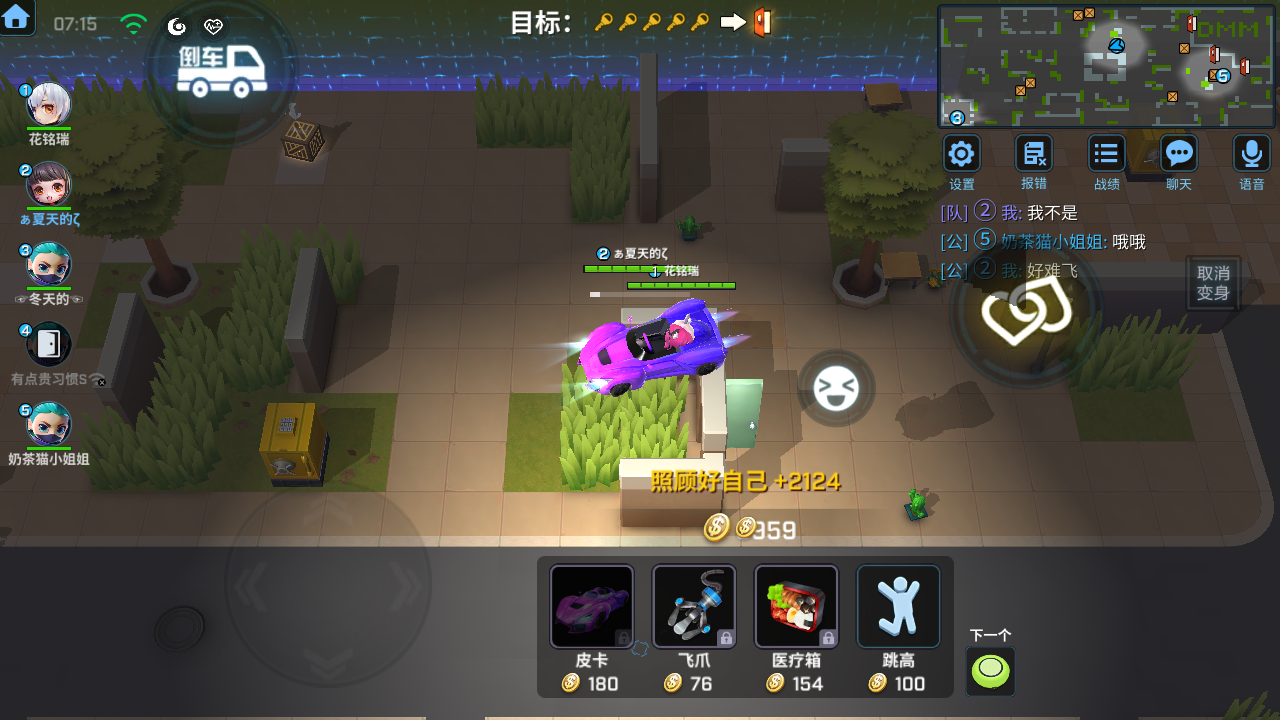 07:15
目标：
倒车
DMM
1
花铭瑞
2
ぁ夏天的ζ
3
冬天的
4
有点贵习惯S
5
奶茶猫小姐姐
5
3
设置
报错
战绩
聊天
语音
[队] ② 我: 我不是
[公] ⑤ 奶茶猫小姐姐: 哦哦
[公] ② 我: 好难飞
取消
变身
② ぁ夏天的ζ
1 花铭瑞
照顾好自己 +2124
359
皮卡
180
飞爪
76
医疗箱
154
跳高
100
下一个